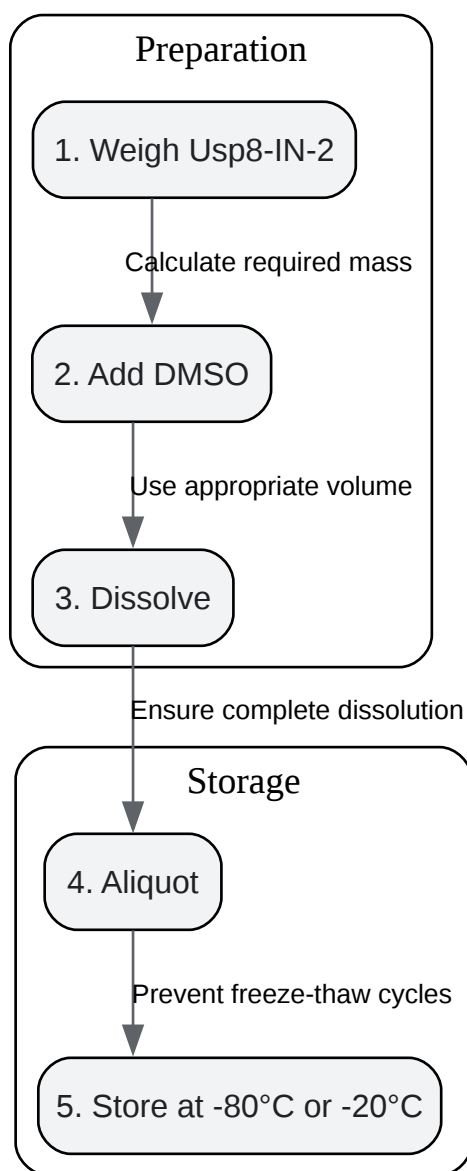 Preparation
1. Weigh Usp8-IN-2
Calculate required mass
2. Add DMSO
Use appropriate volume
3. Dissolve
Ensure complete dissolution
Storage
4. Aliquot
Prevent freeze-thaw cycles
5. Store at -80°C or -20°C